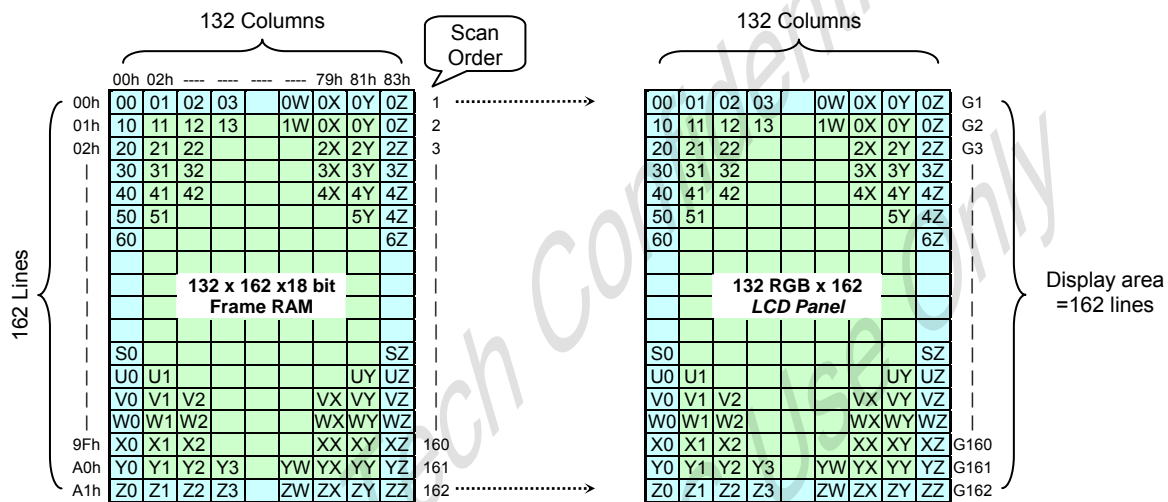 132 Columns
132 Columns
Scan
Order
00h 02h ---- ---- ---- ---- 79h 81h 83h
00h 00 01 02 03 0W 0X 0Y 0Z 1 00 01 02 03 0W 0X 0Y 0Z G1
01h 10 11 12 13 1W 0X 0Y 0Z 2 10 11 12 13 1W 0X 0Y 0Z G2
02h 20 21 22 2X 2Y 2Z 3 20 21 22 2X 2Y 2Z G3
30 31 32 3X 3Y 3Z 30 31 32 3X 3Y 3Z
40 41 42 4X 4Y 4Z 40 41 42 4X 4Y 4Z
50 51 5Y 4Z 50 51 5Y 4Z
60 6Z 60 6Z
162 Lines
132 x 162 x18 bit
Frame RAM
132 RGB x 162
LCD Panel
Display area
=162 lines
S0 SZ S0 SZ
U0 U1 UY UZ U0 U1 UY UZ
V0 V1 V2 VX VY VZ V0 V1 V2 VX VY VZ
W0 W1 W2 WX WY WZ W0 W1 W2 WX WY WZ
9Fh X0 X1 X2 XX XY XZ 160 X0 X1 X2 XX XY XZ G160
A0h Y0 Y1 Y2 Y3 YW YX YY YZ 161 Y0 Y1 Y2 Y3 YW YX YY YZ G161
A1h Z0 Z1 Z2 Z3 ZW ZX ZY ZZ 162 Z0 Z1 Z2 Z3 ZW ZX ZY ZZ G162
Tech
Use Only